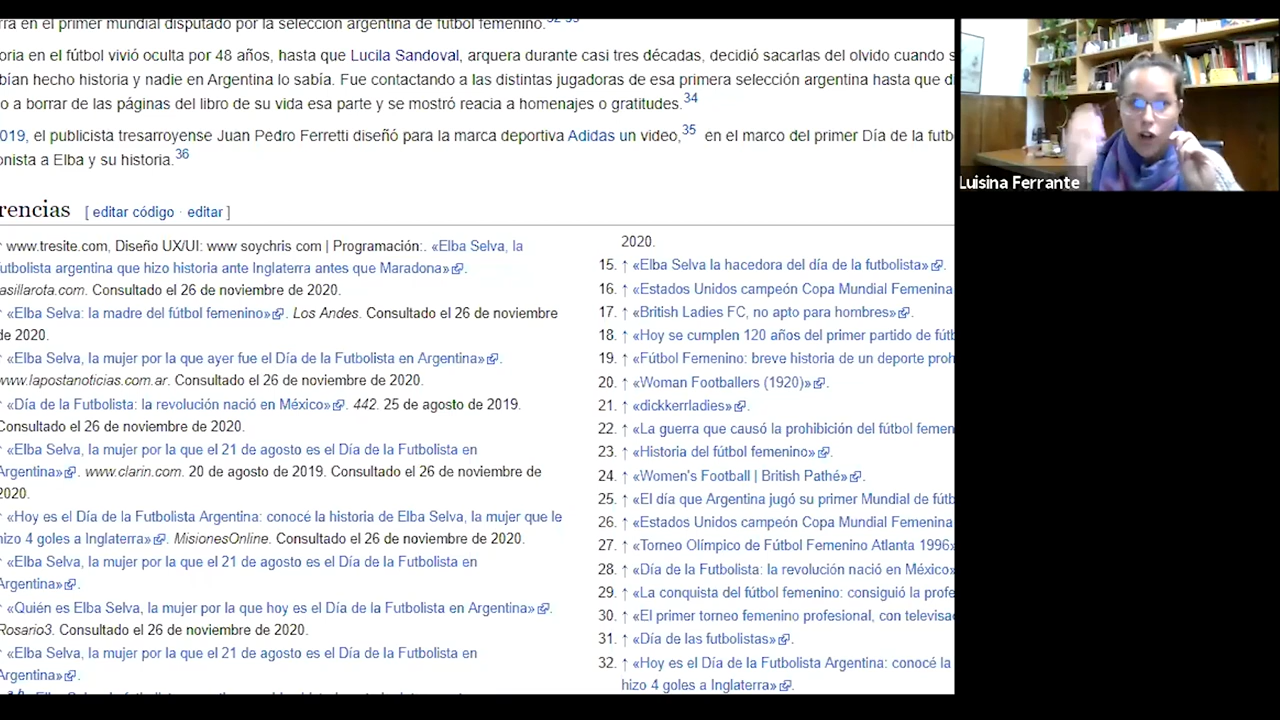 rra en el primer mundial disputado por la selección argentina de fútbol femenino.
oria en el fútbol vivió oculta por 48 años, hasta que Lucila Sandoval, arquera durante casi tres décadas, decidió sacarlas del olvido cuando s
bían hecho historia y nadie en Argentina lo sabía. Fue contactando a las distintas jugadoras de esa primera selección argentina hasta que di
o a borrar de las páginas del libro de su vida esa parte y se mostró reacia a homenajes o gratitudes.34
019, el publicista tresarroyense Juan Pedro Ferretti diseñó para la marca deportiva Adidas un video,35 en el marco del primer Día de la futb
onista a Elba y su historia.36
rencias [ editar código · editar ]
↑ www.tresite.com, Diseño UX/UI: www soychris com | Programación:. «Elba Selva, la
futbolista argentina que hizo historia ante Inglaterra antes que Maradona».
asillarota.com. Consultado el 26 de noviembre de 2020.
↑ «Elba Selva: la madre del fútbol femenino». Los Andes. Consultado el 26 de noviembre
de 2020.
↑ «Elba Selva, la mujer por la que ayer fue el Día de la Futbolista en Argentina».
www.lapostanoticias.com.ar. Consultado el 26 de noviembre de 2020.
↑ «Día de la Futbolista: la revolución nació en México». 442. 25 de agosto de 2019.
Consultado el 26 de noviembre de 2020.
↑ «Elba Selva, la mujer por la que el 21 de agosto es el Día de la Futbolista en
Argentina». www.clarin.com. 20 de agosto de 2019. Consultado el 26 de noviembre de
2020.
↑ «Hoy es el Día de la Futbolista Argentina: conocé la historia de Elba Selva, la mujer que le
hizo 4 goles a Inglaterra». MisionesOnline. Consultado el 26 de noviembre de 2020.
↑ «Elba Selva, la mujer por la que el 21 de agosto es el Día de la Futbolista en
Argentina».
↑ «Quién es Elba Selva, la mujer por la que hoy es el Día de la Futbolista en Argentina».
Rosario3. Consultado el 26 de noviembre de 2020.
↑ «Elba Selva, la mujer por la que el 21 de agosto es el Día de la Futbolista en
Argentina».
2020.
15. ↑ «Elba Selva la hacedora del día de la futbolista».
16. ↑ «Estados Unidos campeón Copa Mundial Femenina
17. ↑ «British Ladies FC, no apto para hombres».
18. ↑ «Hoy se cumplen 120 años del primer partido de fútb
19. ↑ «Fútbol Femenino: breve historia de un deporte proh
20. ↑ «Woman Footballers (1920)».
21. ↑ «dickkerrladies».
22. ↑ «La guerra que causó la prohibición del fútbol femen
23. ↑ «Historia del fútbol femenino».
24. ↑ «Women's Football | British Pathé».
25. ↑ «El día que Argentina jugó su primer Mundial de fútb
26. ↑ «Estados Unidos campeón Copa Mundial Femenina
27. ↑ «Torneo Olímpico de Fútbol Femenino Atlanta 1996»
28. ↑ «Día de la Futbolista: la revolución nació en México»
29. ↑ «La conquista del fútbol femenino: consiguió la profe
30. ↑ «El primer torneo femenino profesional, con televisac
31. ↑ «Día de las futbolistas».
32. ↑ «Hoy es el Día de la Futbolista Argentina: conocé la
hizo 4 goles a Inglaterra».
Luisina Ferrante